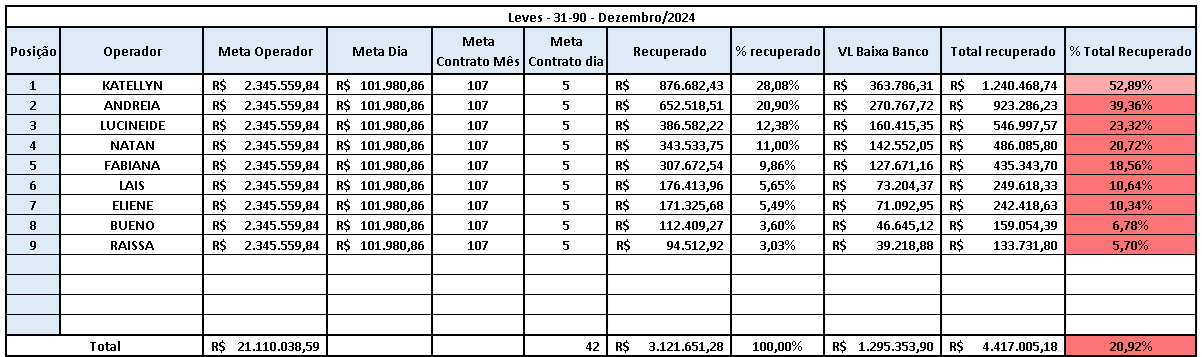 Leves - 31-90 - Dezembro/2024
Posição Operador Meta Operador Meta Dia Meta Contrato Mês Meta Contrato dia Recuperado % recuperado VL Baixa Banco Total recuperado % Total Recuperado
1 KATELLYN R$ 2.345.559,84 R$ 101.980,86 107 5 R$ 876.682,43 28,08% R$ 363.786,31 R$ 1.240.468,74 52,89%
2 ANDREIA R$ 2.345.559,84 R$ 101.980,86 107 5 R$ 652.518,51 20,90% R$ 270.767,72 R$ 923.286,23 39,36%
3 LUCINEIDE R$ 2.345.559,84 R$ 101.980,86 107 5 R$ 386.582,22 12,38% R$ 160.415,35 R$ 546.997,57 23,32%
4 NATAN R$ 2.345.559,84 R$ 101.980,86 107 5 R$ 343.533,75 11,00% R$ 142.552,05 R$ 486.085,80 20,72%
5 FABIANA R$ 2.345.559,84 R$ 101.980,86 107 5 R$ 307.672,54 9,86% R$ 127.671,16 R$ 435.343,70 18,56%
6 LAIS R$ 2.345.559,84 R$ 101.980,86 107 5 R$ 176.413,96 5,65% R$ 73.204,37 R$ 249.618,33 10,64%
7 ELIENE R$ 2.345.559,84 R$ 101.980,86 107 5 R$ 171.325,68 5,49% R$ 71.092,95 R$ 242.418,63 10,34%
8 BUENO R$ 2.345.559,84 R$ 101.980,86 107 5 R$ 112.409,27 3,60% R$ 46.645,12 R$ 159.054,39 6,78%
9 RAISSA R$ 2.345.559,84 R$ 101.980,86 107 5 R$ 94.512,92 3,03% R$ 39.218,88 R$ 133.731,80 5,70%
Total R$ 21.110.038,59 42 R$ 3.121.651,28 100,00% R$ 1.295.353,90 R$ 4.417.005,18 20,92%